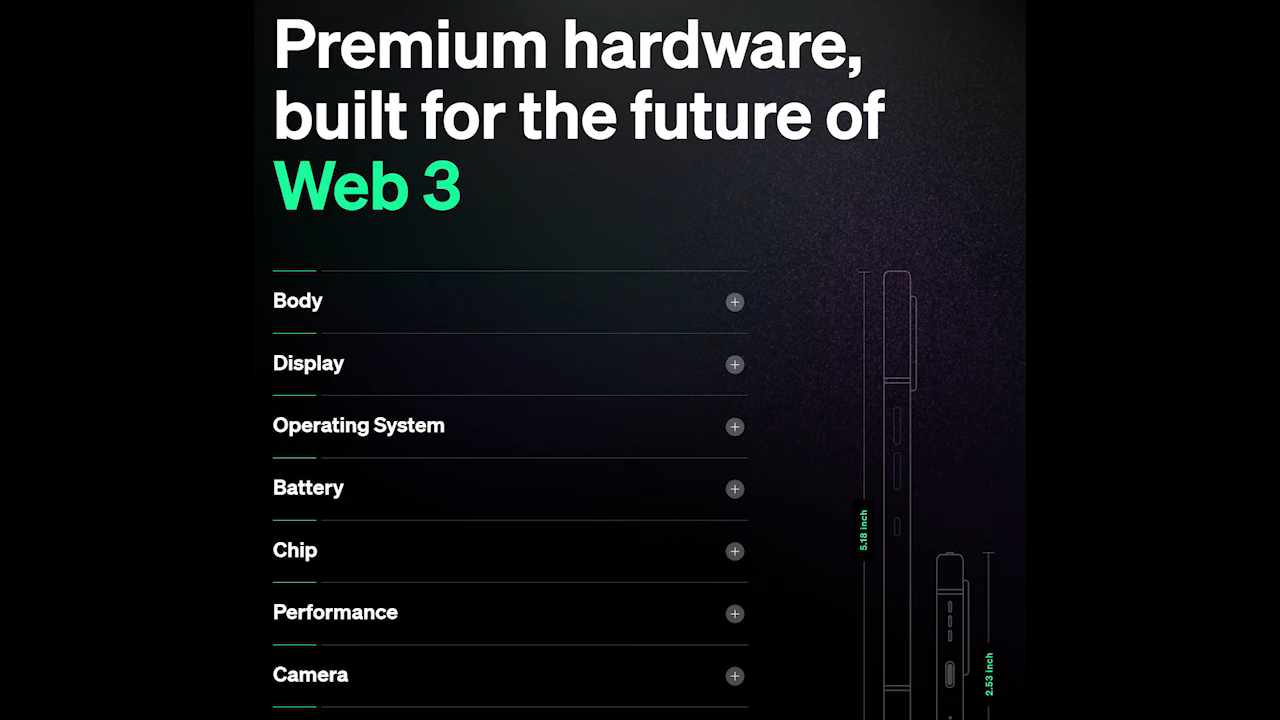 Premium hardware,
built for the future of
Web 3
Body
Display
Operating System
Battery
Chip
Performance
Camera
5.18 inch
2.53 inch